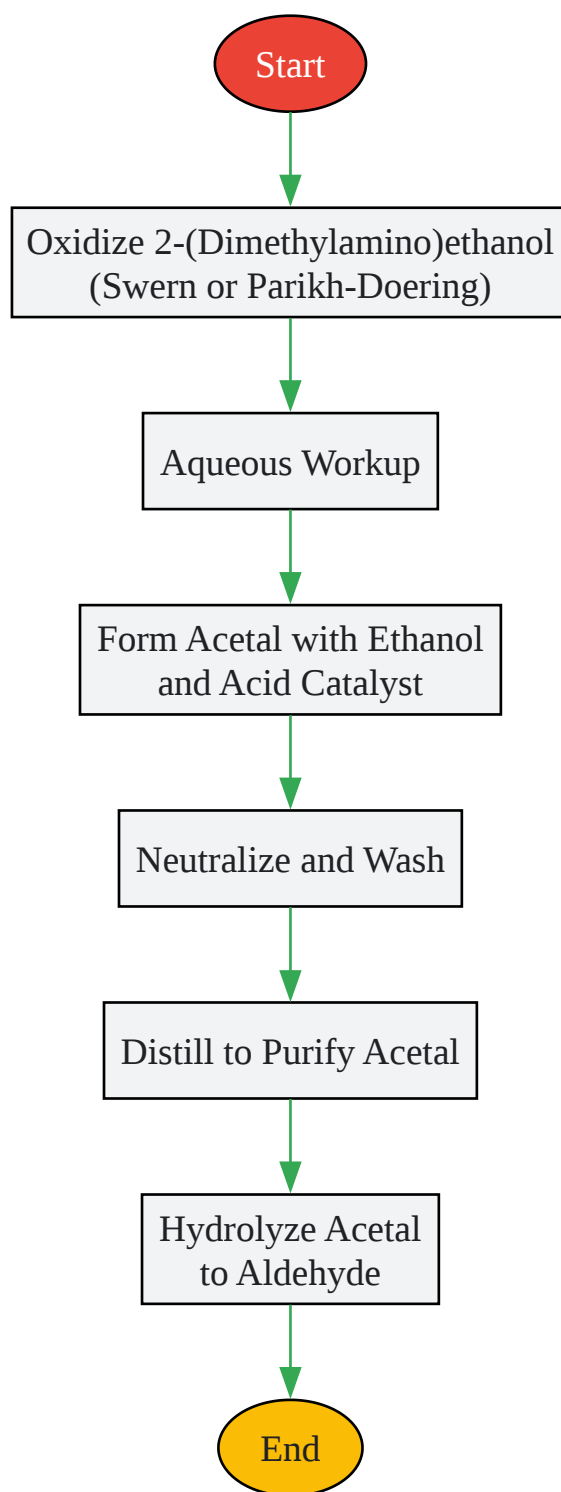 Start
Oxidize 2-(Dimethylamino)ethanol
(Swern or Parikh-Doering)
Aqueous Workup
Form Acetal with Ethanol
and Acid Catalyst
Neutralize and Wash
Distill to Purify Acetal
Hydrolyze Acetal
to Aldehyde
End